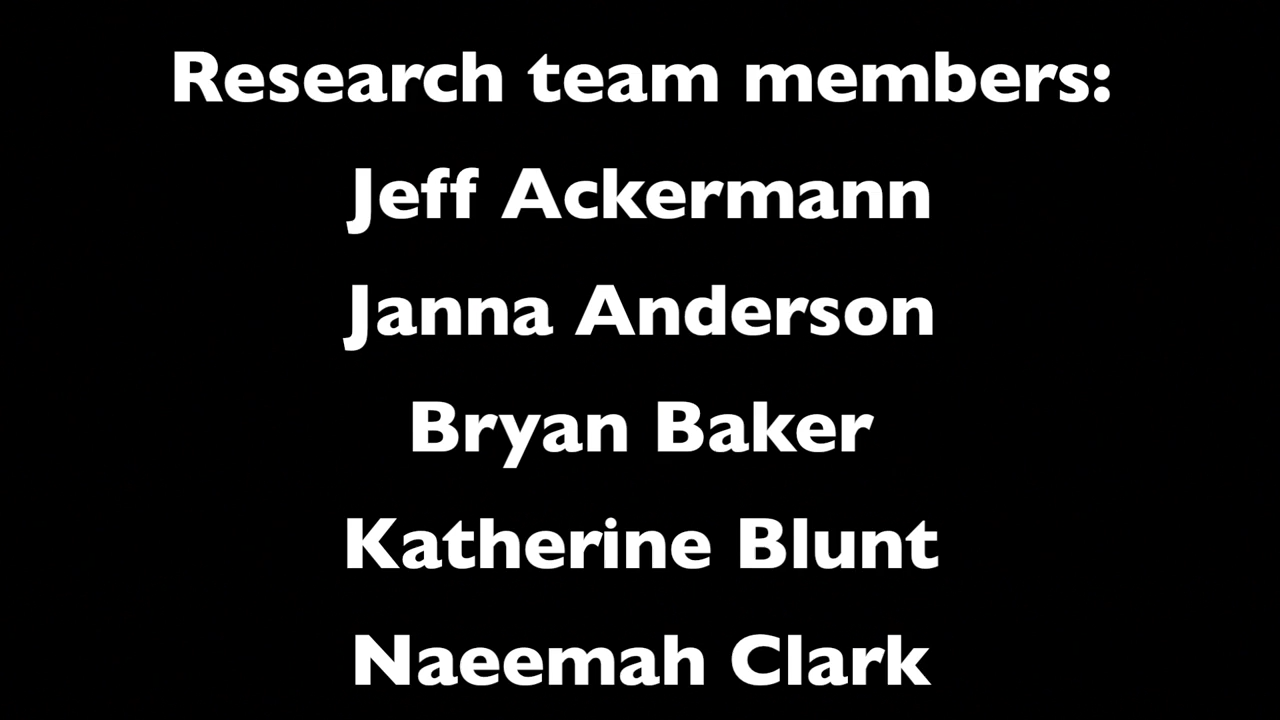 Research team members:
Jeff Ackermann
Janna Anderson
Bryan Baker
Katherine Blunt
Naeemah Clark